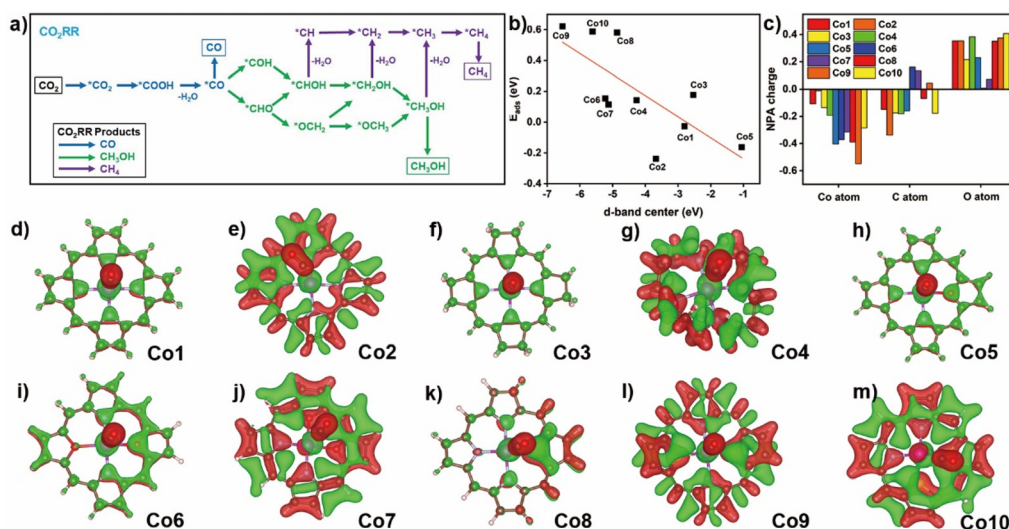 a)
CO₂RR
CO
*CH
*CH₂
*CH₃
*CH₄
-H₂O
-H₂O
-H₂O
CH₄
*COH
CO₂
*CO₂
*COOH
-H₂O
*CO
*CHOH
*CH₂OH
*CHO
*CH₃OH
*OCH₂
*OCH₃
CH₃OH
CO₂RR Products
CO
CH₃OH
CH₄
b)
Eads (eV)
0.6
0.4
0.2
0.0
-0.2
-0.4
Co10
Co9
Co8
Co3
Co6
Co7
Co4
Co1
Co5
Co2
-7
-6
-5
-4
-3
-2
-1
0
d-band center (eV)
c)
NPA charge
0.6
0.4
0.2
0.0
-0.2
-0.4
-0.6
Co1
Co2
Co3
Co4
Co5
Co6
Co7
Co8
Co9
Co10
Co atom
C atom
O atom
d)
Co1
e)
Co2
f)
Co3
g)
Co4
h)
Co5
i)
Co6
j)
Co7
k)
Co8
l)
Co9
m)
Co10